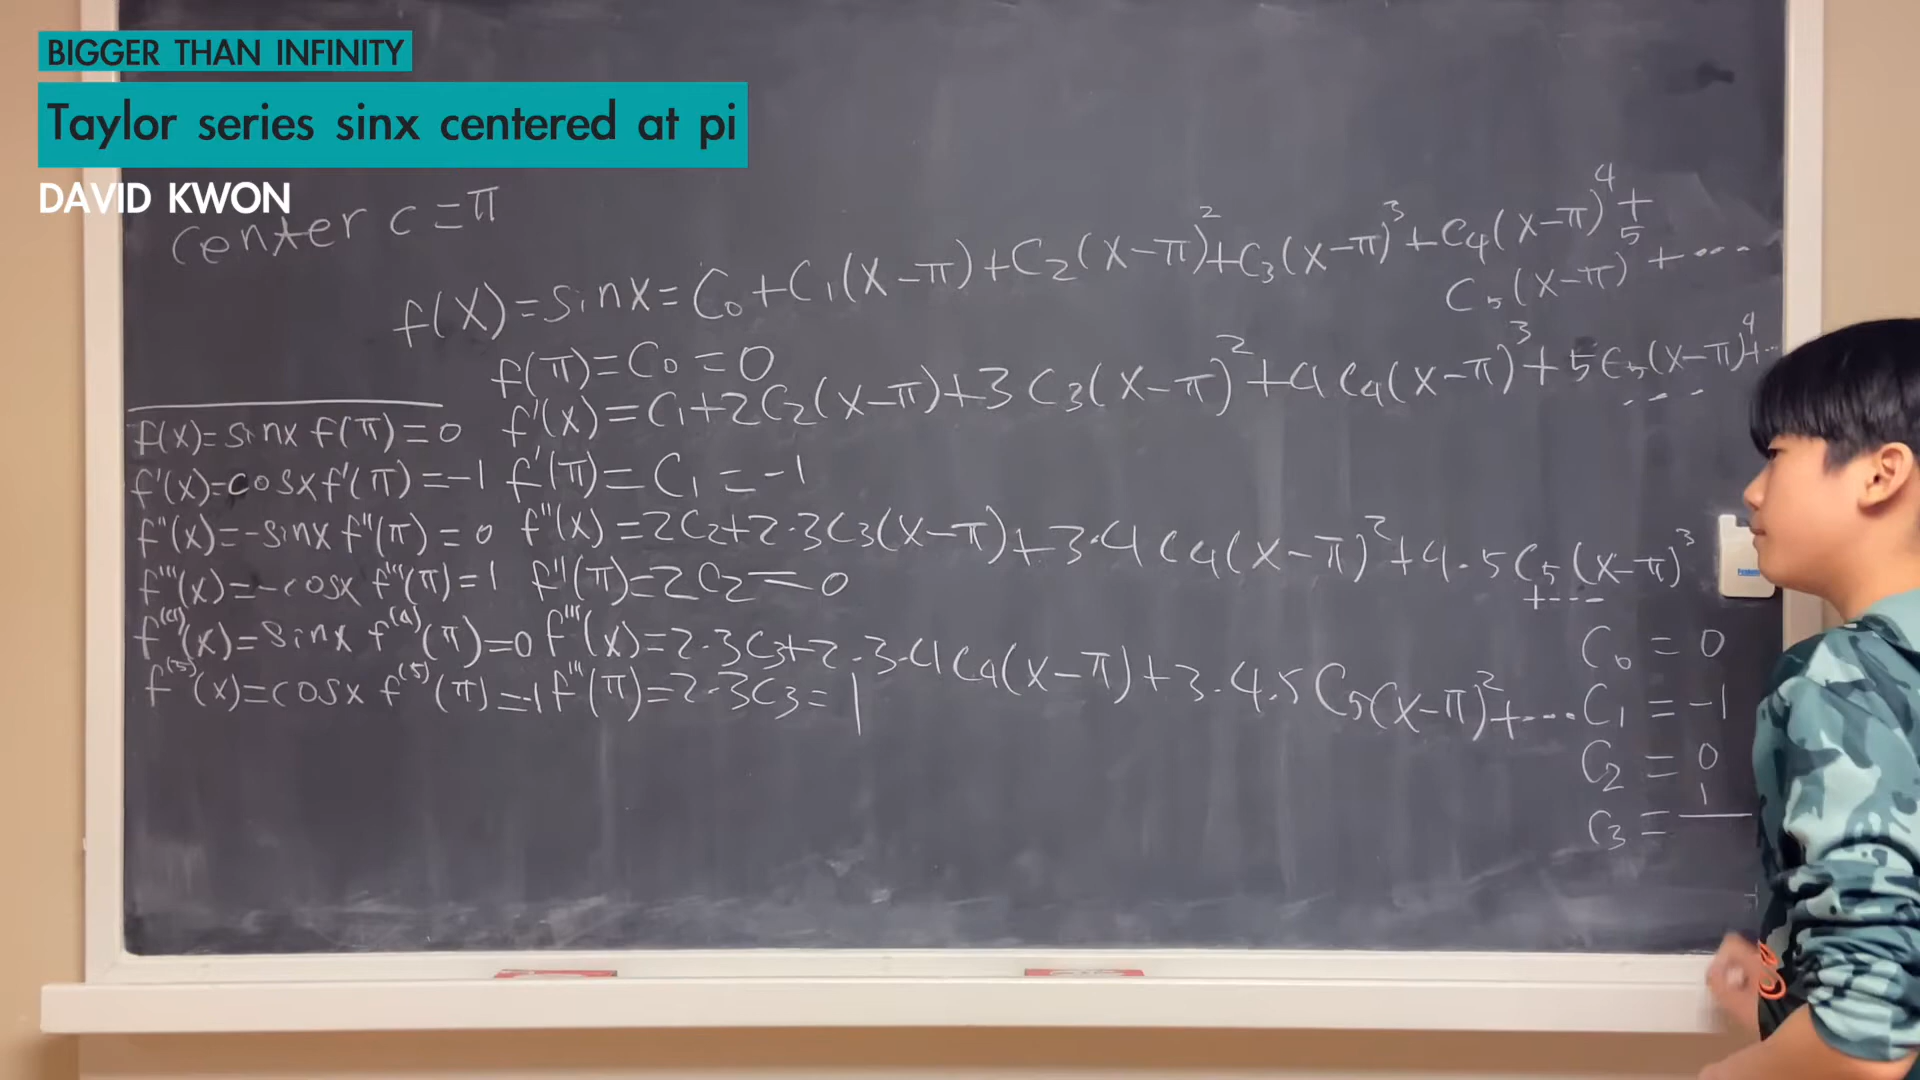 BIGGER THAN INFINITY
Taylor series sinx centered at pi
DAVID KWON
center c = π
f(x) = sinx = C₀ + C₁(x-π) + C₂(x-π)² + C₃(x-π)³ + C₄(x-π)⁴ +
C₅(x-π)⁵ + ....
f(π) = C₀ = 0
f'(x) = C₁ + 2C₂(x-π) + 3C₃(x-π)² + 4C₄(x-π)³ + 5C₅(x-π)⁴ + ...
f'(π) = C₁ = -1
f''(x) = 2C₂ + 2·3C₃(x-π) + 3·4C₄(x-π)² + 4·5C₅(x-π)³
+ ...
f''(π) = 2C₂ = 0
f'''(x) = 2·3C₃ + 2·3·4C₄(x-π) + 3·4·5C₅(x-π)² + ....
f'''(π) = 2·3C₃ = 1
f(x) = sinx f(π) = 0
f'(x) = cosx f'(π) = -1
f''(x) = -sinx f''(π) = 0
f'''(x) = -cosx f'''(π) = 1
f⁽⁴⁾(x) = sinx f⁽⁴⁾(π) = 0
f⁽⁵⁾(x) = cosx f⁽⁵⁾(π) = -1
C₀ = 0
C₁ = -1
C₂ = 0
1
C₃ = —